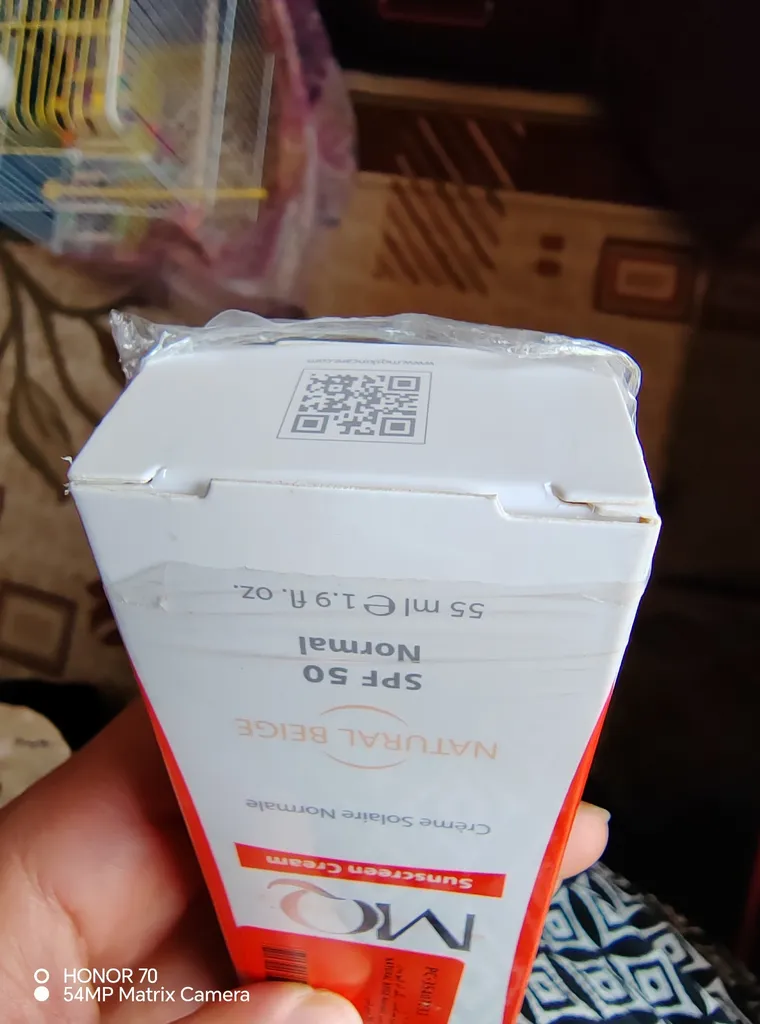 MQ
Sunscreen Cream
Crème Solaire Normale
NATURAL BEIGE
SPF 50
Normal
55 ml e 1.9 fl. oz.
HONOR 70
54MP Matrix Camera